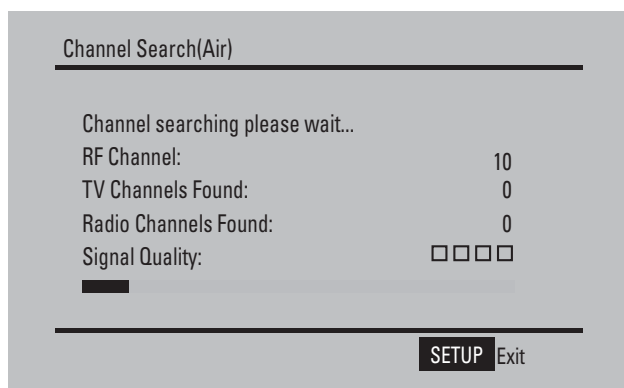 Channel Search(Air)
Channel searching please wait...
RF Channel: 10
TV Channels Found: 0
Radio Channels Found: 0
Signal Quality: □□□□
SETUP Exit